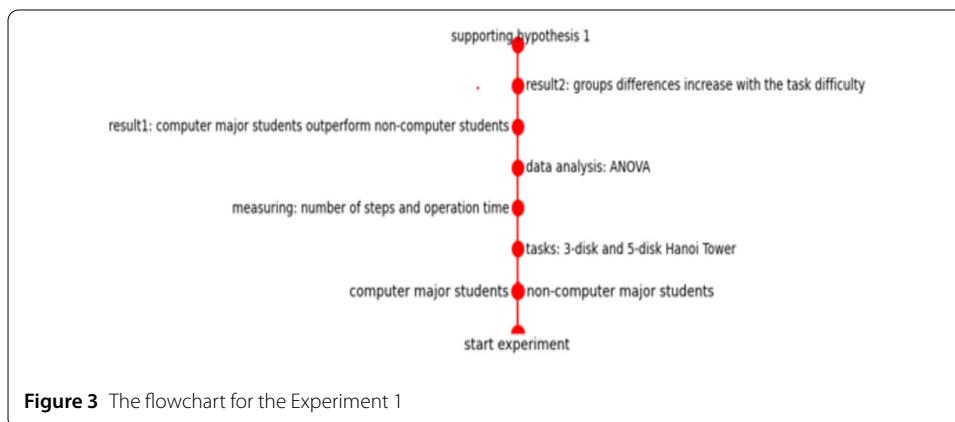 supporting hypothesis 1
result2: groups differences increase with the task difficulty
result1: computer major students outperform non-computer students
data analysis: ANOVA
measuring: number of steps and operation time
tasks: 3-disk and 5-disk Hanoi Tower
computer major students non-computer major students
start experiment
Figure 3 The flowchart for the Experiment 1